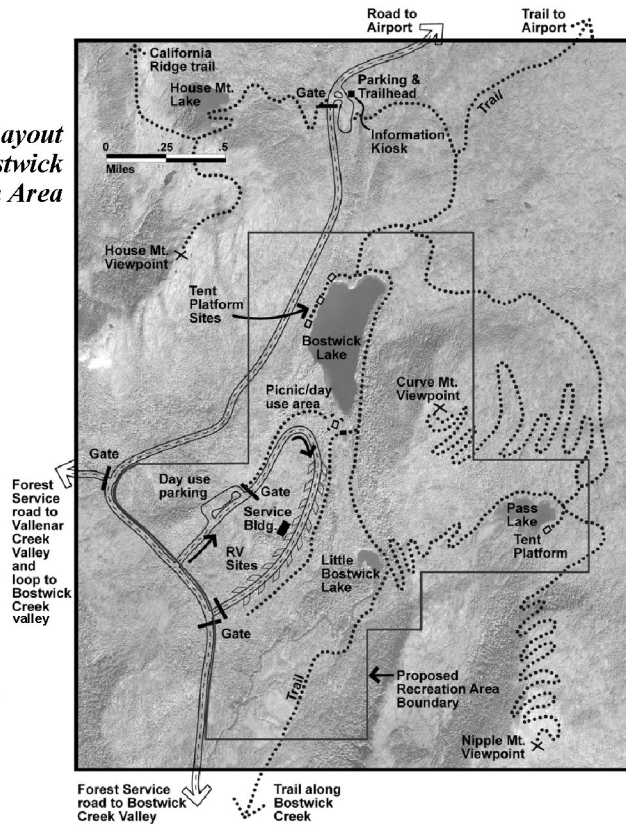 Road to
Airport
Trail to
Airport
California
Ridge trail
House Mt.
Lake
Gate
Parking &
Trailhead
Trail
Information
Kiosk
ayout
stwick
Area
0 .25 .5
Miles
House Mt.
Viewpoint
Tent
Platform
Sites
Bostwick
Lake
Picnic/day
use area
Curve Mt.
Viewpoint
Gate
Forest
Service
road to
Vallenar
Creek
Valley
and
loop to
Bostwick
Creek
valley
Day use
parking
Gate
Service
Bldg.
RV
Sites
Pass
Lake
Tent
Platform
Little
Bostwick
Lake
Gate
Trail
Proposed
Recreation Area
Boundary
Nipple Mt.
Viewpoint
Forest Service
road to Bostwick
Creek Valley
Trail along
Bostwick
Creek